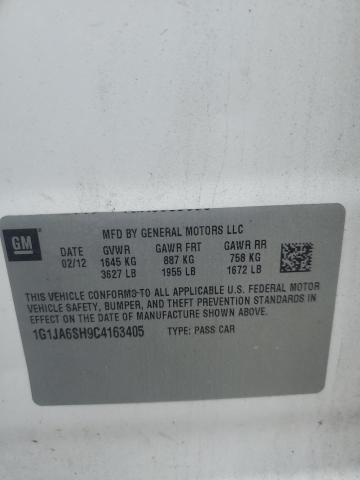 GM
MFD BY GENERAL MOTORS LLC
DATE GVWR GAWR FRT GAWR RR
02/12 1645 KG 887 KG 758 KG
3627 LB 1955 LB 1672 LB
THIS VEHICLE CONFORMS TO ALL APPLICABLE U.S. FEDERAL MOTOR
VEHICLE SAFETY, BUMPER, AND THEFT PREVENTION STANDARDS
IN EFFECT ON THE DATE OF MANUFACTURE SHOWN ABOVE.
1G1JA6SH9C4163405 TYPE: PASS CAR